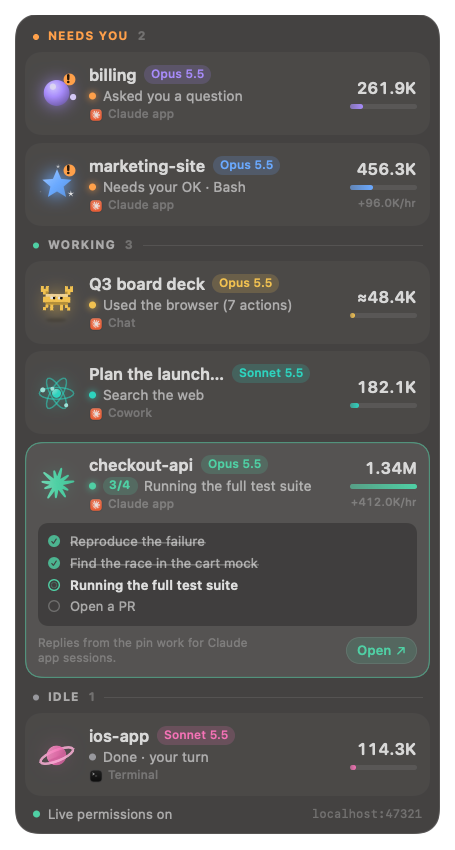 NEEDS YOU 2
billing Opus 5.5
261.9K
Asked you a question
Claude app
marketing-site Opus 5.5
456.3K
Needs your OK · Bash
+96.0K/hr
Claude app
WORKING 3
Q3 board deck Opus 5.5
≈48.4K
Used the browser (7 actions)
Chat
Plan the launch... Sonnet 5.5
182.1K
Search the web
Cowork
checkout-api Opus 5.5
1.34M
3/4 Running the full test suite
+412.0K/hr
Claude app
Reproduce the failure
Find the race in the cart mock
Running the full test suite
Open a PR
Replies from the pin work for Claude
app sessions.
Open ↗
IDLE 1
ios-app Sonnet 5.5
114.3K
Done · your turn
Terminal
Live permissions on
localhost:47321